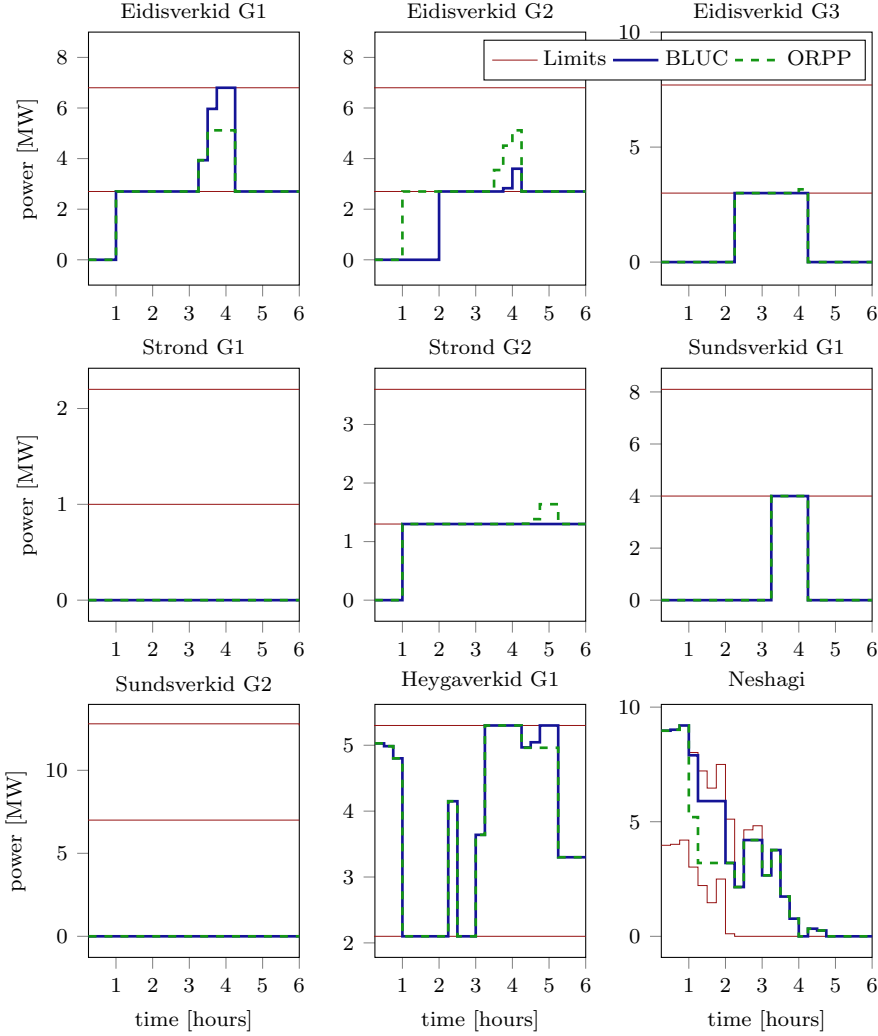 Eidisverkid G1 Eidisverkid G2 Eidisverkid G3
Limits BLUC ORPP
power [MW]
8
6
4
2
0
1 2 3 4 5 6
8
6
4
2
0
1 2 3 4 5 6
10
5
0
1 2 3 4 5 6
Strond G1 Strond G2 Sundsverkid G1
power [MW]
2
1
0
1 2 3 4 5 6
3
2
1
0
1 2 3 4 5 6
8
6
4
2
0
1 2 3 4 5 6
Sundsverkid G2 Heygaverkid G1 Neshagi
power [MW]
10
5
0
1 2 3 4 5 6
time [hours]
5
4
3
2
1 2 3 4 5 6
time [hours]
10
5
0
1 2 3 4 5 6
time [hours]